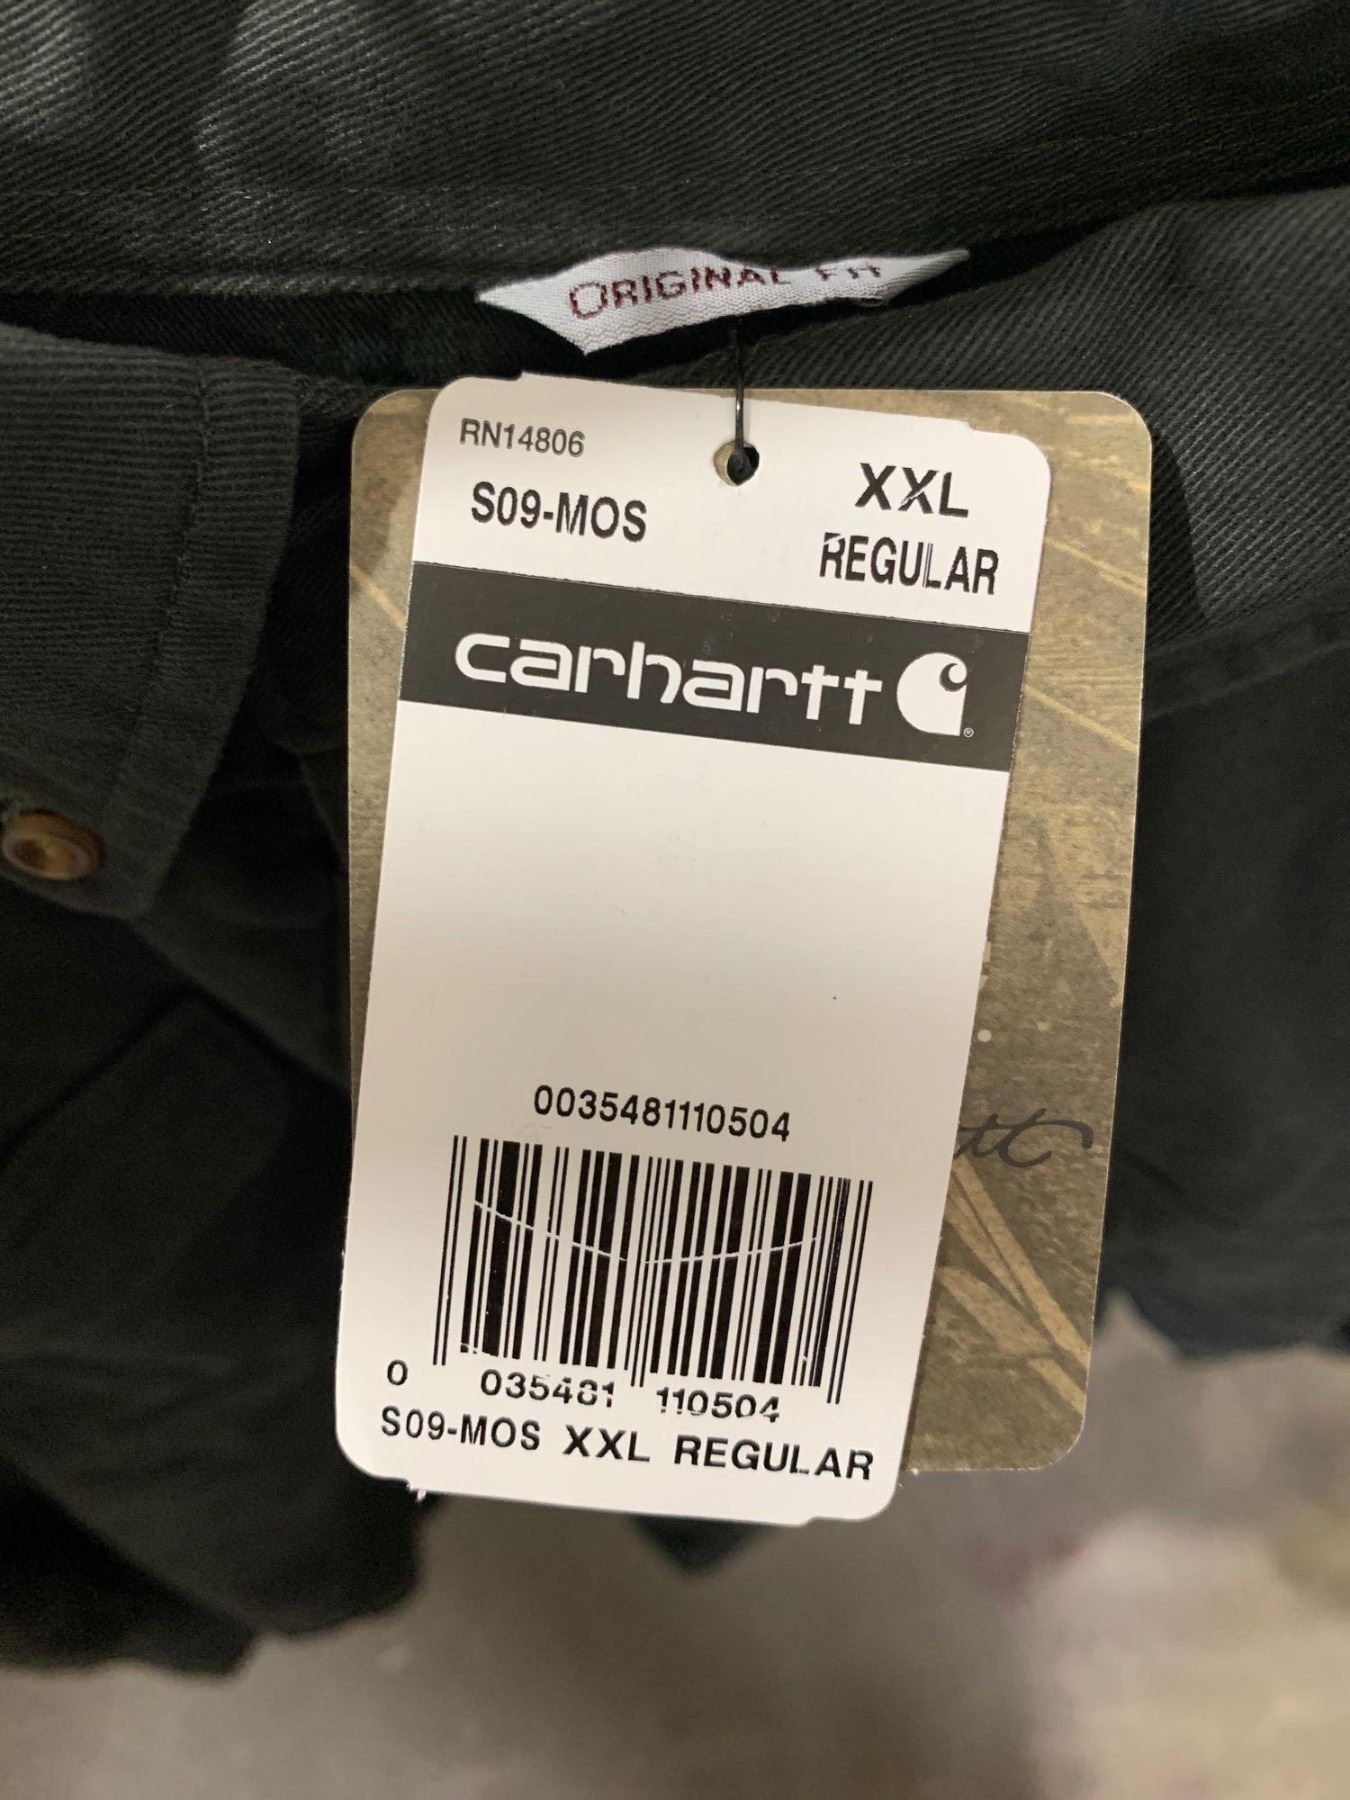 ORIGINAL FIT
RN14806
S09-MOS
XXL
REGULAR
carhartt
0035481110504
0 035481 110504
S09-MOS XXL REGULAR